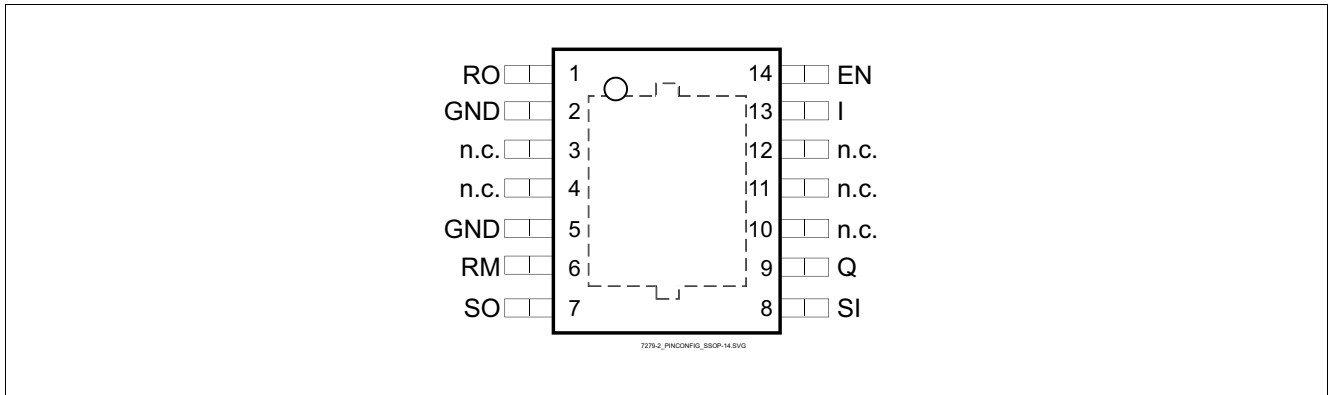 RO 1 14 EN
GND 2 13 I
n.c. 3 12 n.c.
n.c. 4 11 n.c.
GND 5 10 n.c.
RM 6 9 Q
SO 7 8 SI
7279-2_PINCONFIG_SSOP-14.SVG